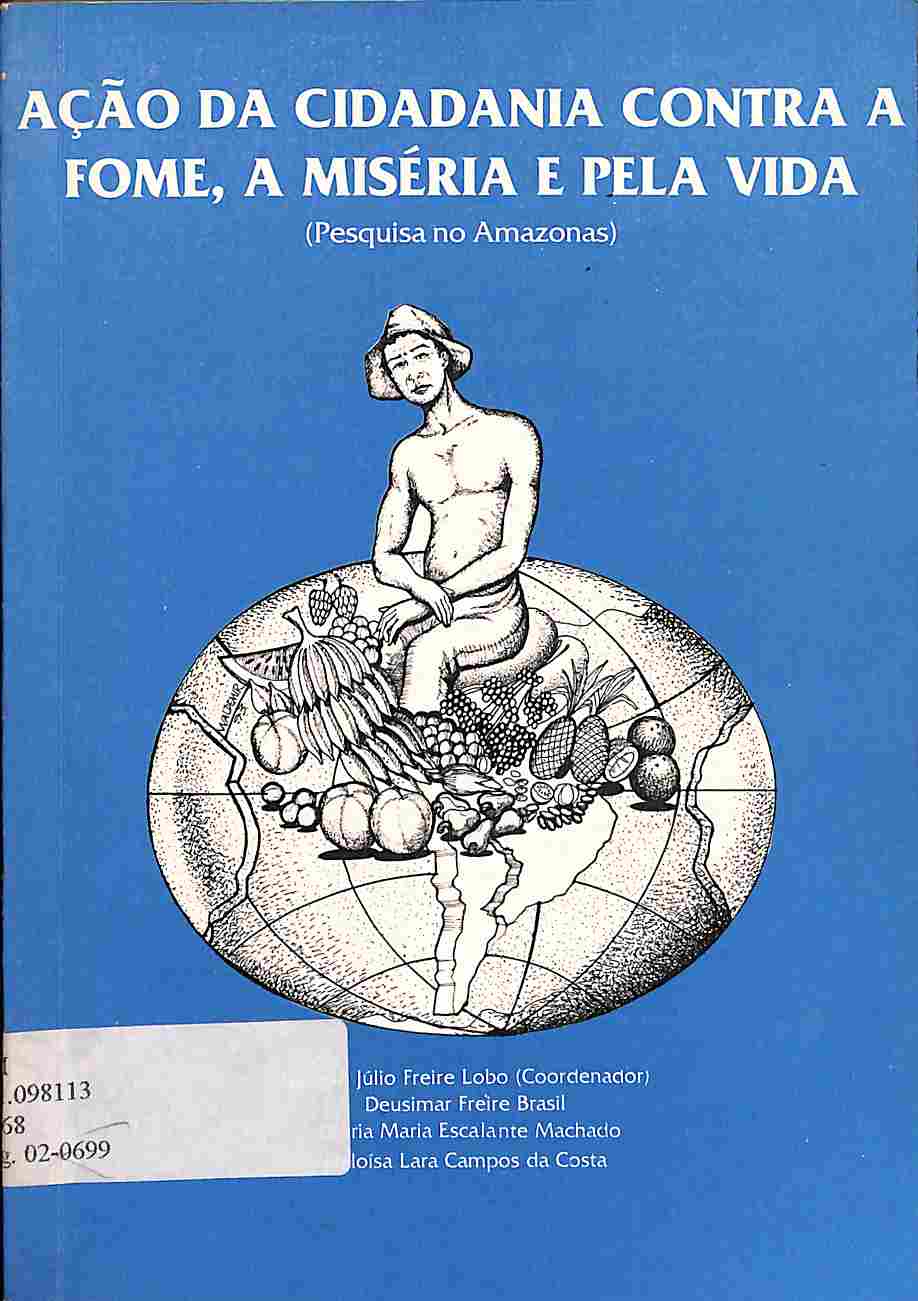 AÇÃO DA CIDADANIA CONTRA A
FOME, A MISÉRIA E PELA VIDA
(Pesquisa no Amazonas)
Júlio Freire Lobo (Coordenador)
.098113
Deusimar Freire Brasil
68
ria Maria Escalante Machado
02-0699
loísa Lara Campos da Costa